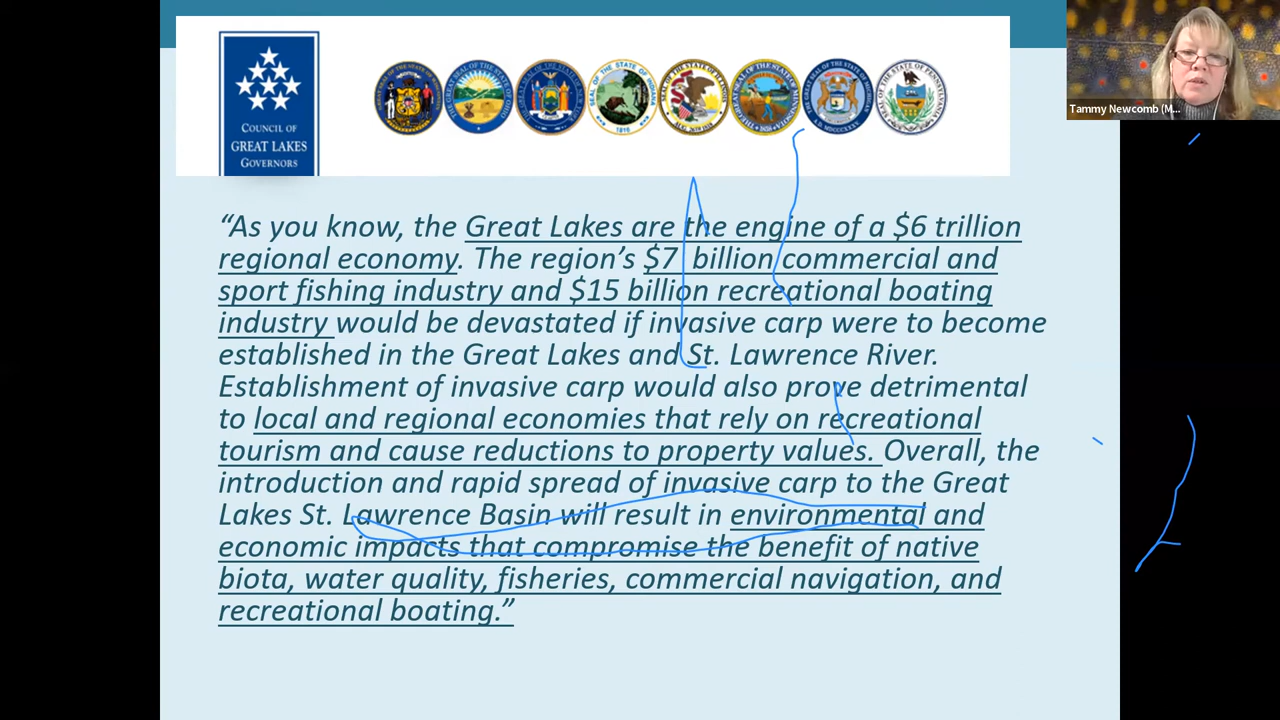 COUNCIL OF
GREAT LAKES
GOVERNORS
Tammy Newcomb (M...
“As you know, the Great Lakes are the engine of a $6 trillion
regional economy. The region’s $7 billion commercial and
sport fishing industry and $15 billion recreational boating
industry would be devastated if invasive carp were to become
established in the Great Lakes and St. Lawrence River.
Establishment of invasive carp would also prove detrimental
to local and regional economies that rely on recreational
tourism and cause reductions to property values. Overall, the
introduction and rapid spread of invasive carp to the Great
Lakes St. Lawrence Basin will result in environmental and
economic impacts that compromise the benefit of native
biota, water quality, fisheries, commercial navigation, and
recreational boating.”